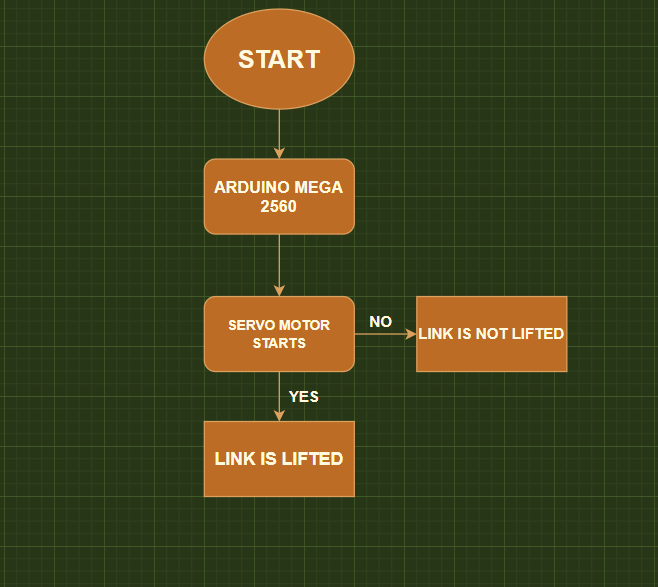 START
ARDUINO MEGA
2560
SERVO MOTOR
STARTS
NO
LINK IS NOT LIFTED
YES
LINK IS LIFTED